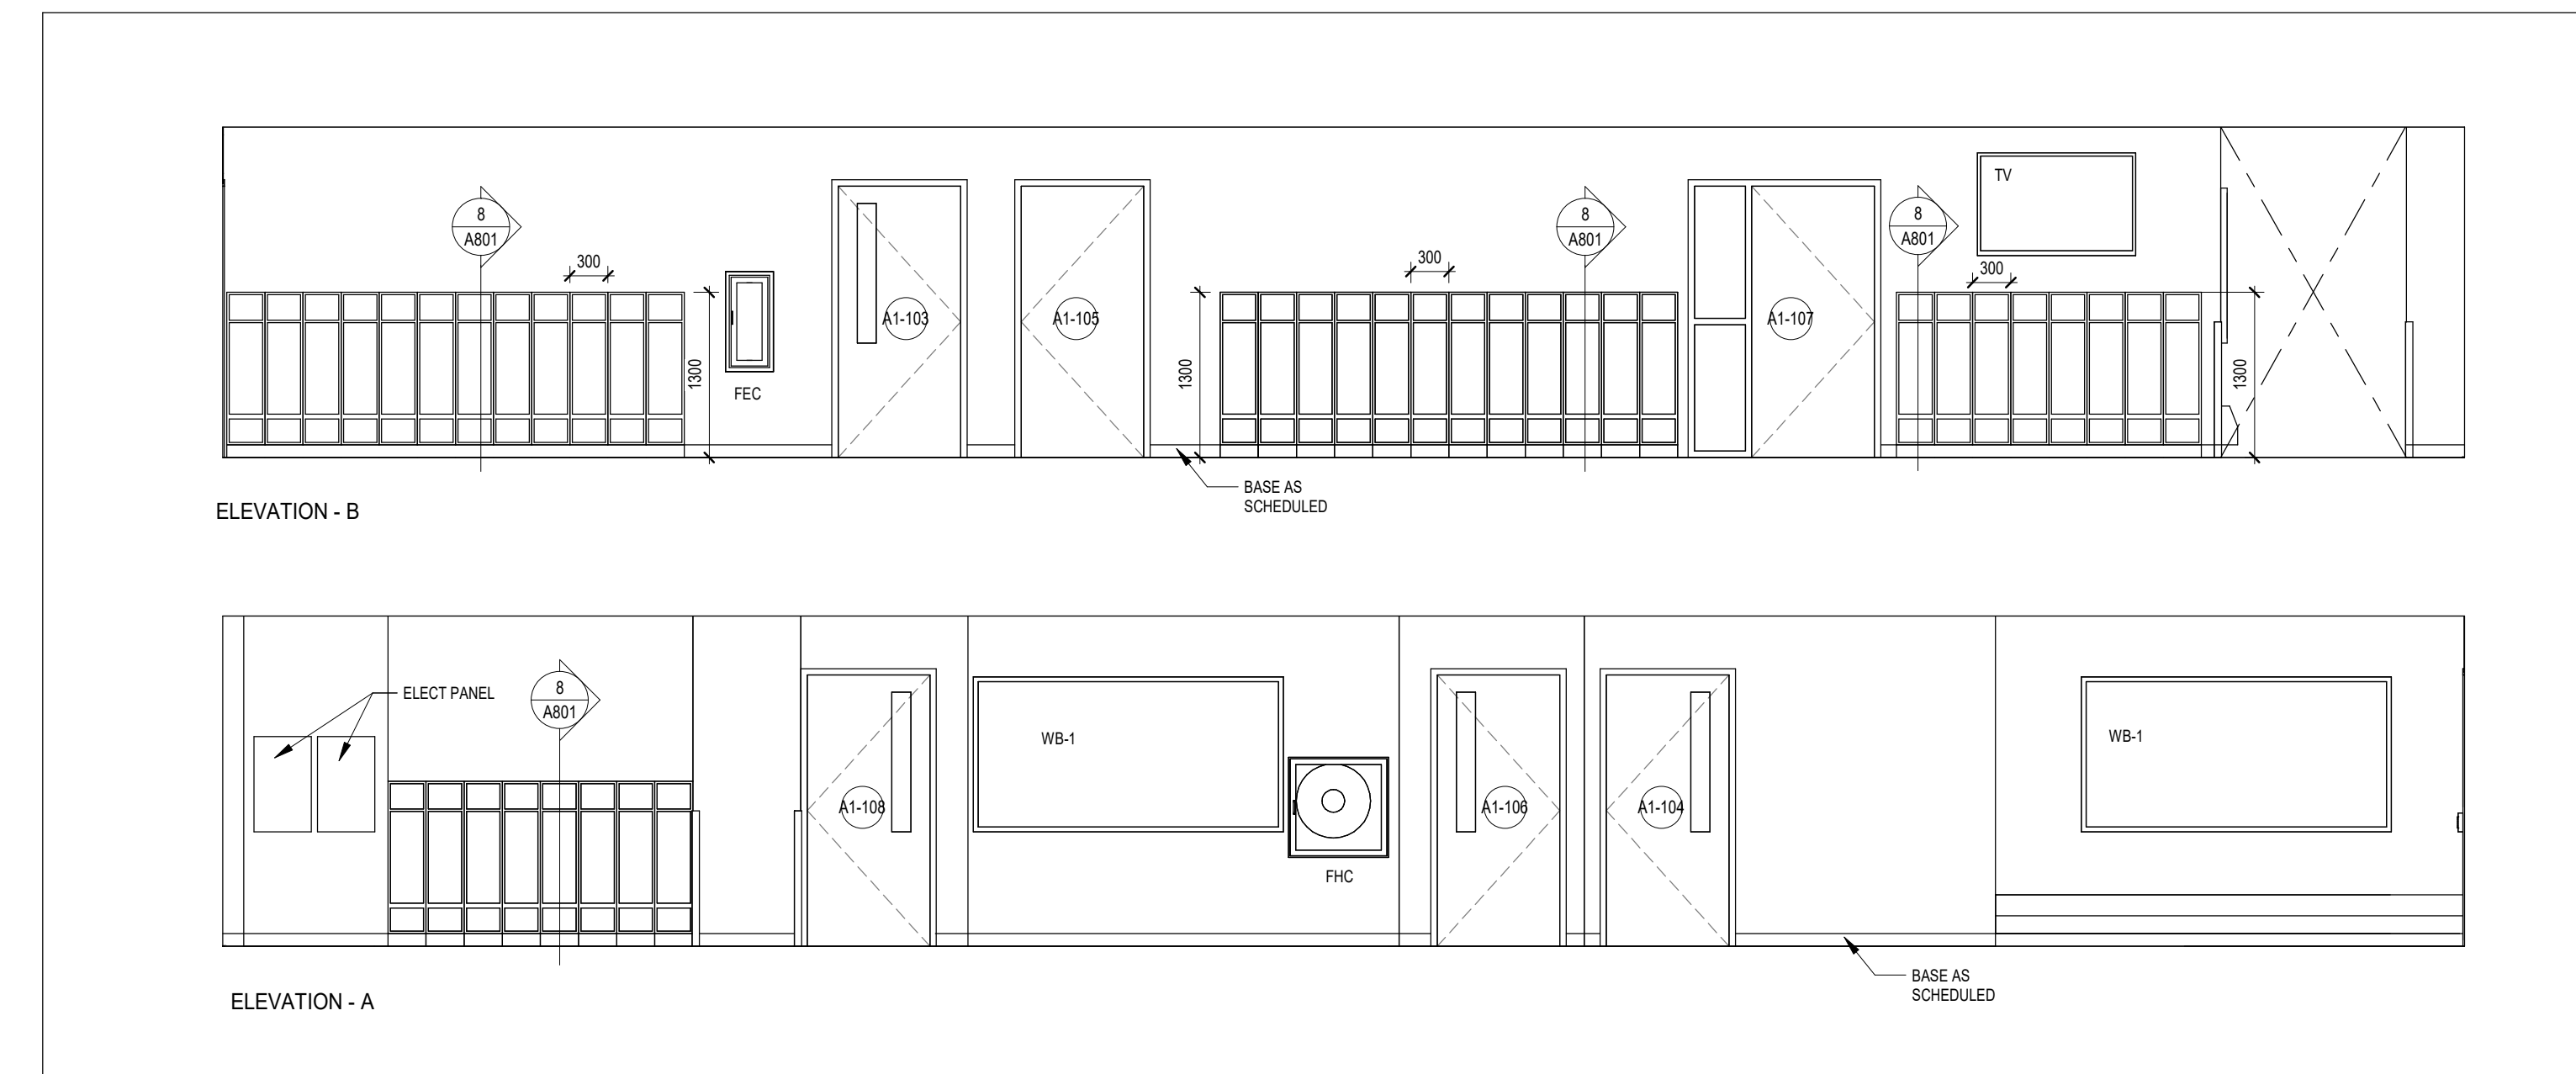 TV
8
A801
8
A801
8
A801
300
300
300
A1-103
A1-105
A1-107
1300
1300
1300
FEC
BASE AS
SCHEDULED
ELEVATION - B
ELECT PANEL
8
A801
WB-1
WB-1
A1-108
A1-106
A1-104
FHC
BASE AS
SCHEDULED
ELEVATION - A